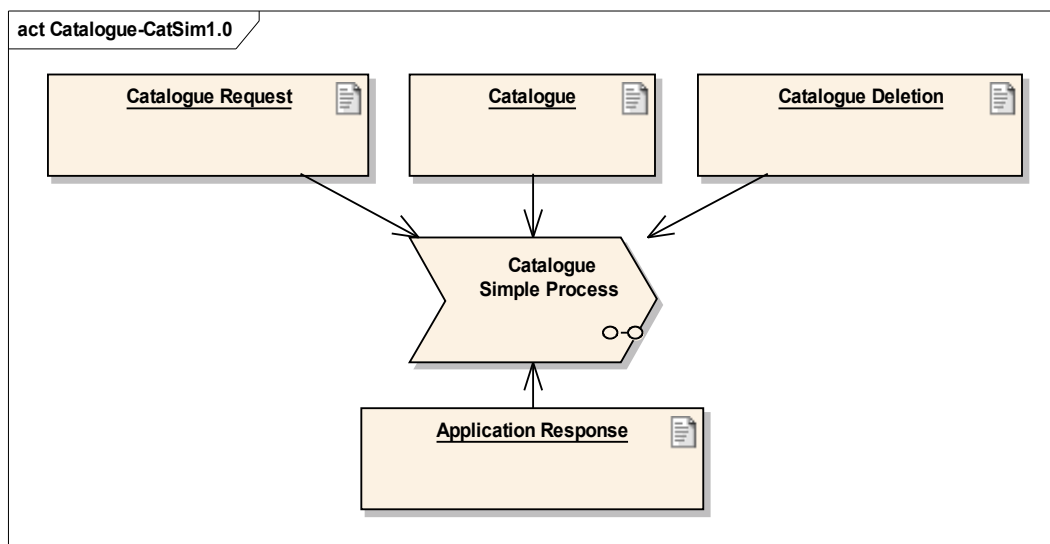 act Catalogue-CatSim1.0
Catalogue Request
Catalogue
Catalogue Deletion
Catalogue
Simple Process
Application Response